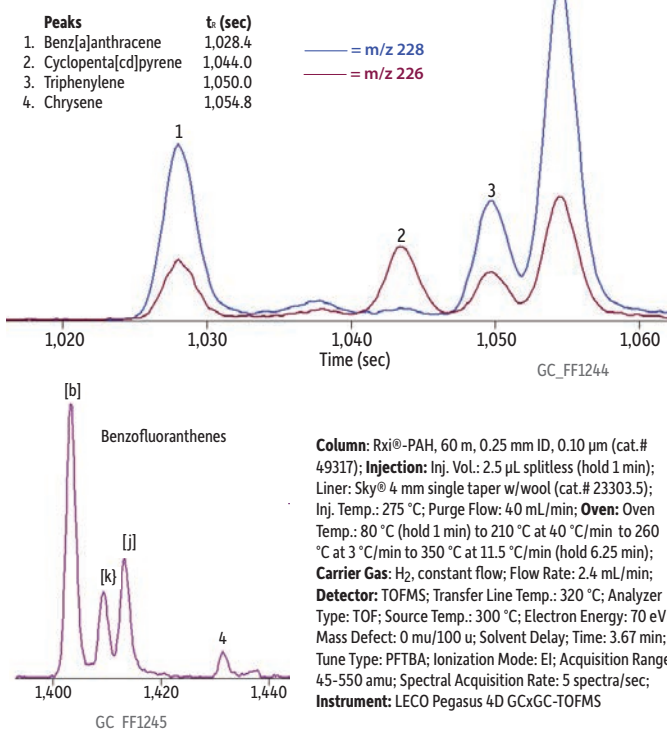 Peaks tR (sec)
1. Benz[a]anthracene 1,028.4
2. Cyclopenta[cd]pyrene 1,044.0
3. Triphenylene 1,050.0
4. Chrysene 1,054.8
= m/z 228
= m/z 226
1
2
3
1,020 1,030 1,040 1,050 1,060
Time (sec)
GC_FF1244
[b]
Benzofluoranthenes
[k}
[j]
4
1,400 1,420 1,440
GC_FF1245
Column: Rxi®-PAH, 60 m, 0.25 mm ID, 0.10 µm (cat.#
49317); Injection: Inj. Vol.: 2.5 µL splitless (hold 1 min);
Liner: Sky® 4 mm single taper w/wool (cat.# 23303.5);
Inj. Temp.: 275 °C; Purge Flow: 40 mL/min; Oven: Oven
Temp.: 80 °C (hold 1 min) to 210 °C at 40 °C/min to 260
°C at 3 °C/min to 350 °C at 11.5 °C/min (hold 6.25 min);
Carrier Gas: H2, constant flow; Flow Rate: 2.4 mL/min;
Detector: TOFMS; Transfer Line Temp.: 320 °C; Analyzer
Type: TOF; Source Temp.: 300 °C; Electron Energy: 70 eV
Mass Defect: 0 mu/100 u; Solvent Delay; Time: 3.67 min;
Tune Type: PFTBA; Ionization Mode: EI; Acquisition Range
45-550 amu; Spectral Acquisition Rate: 5 spectra/sec;
Instrument: LECO Pegasus 4D GCxGC-TOFMS